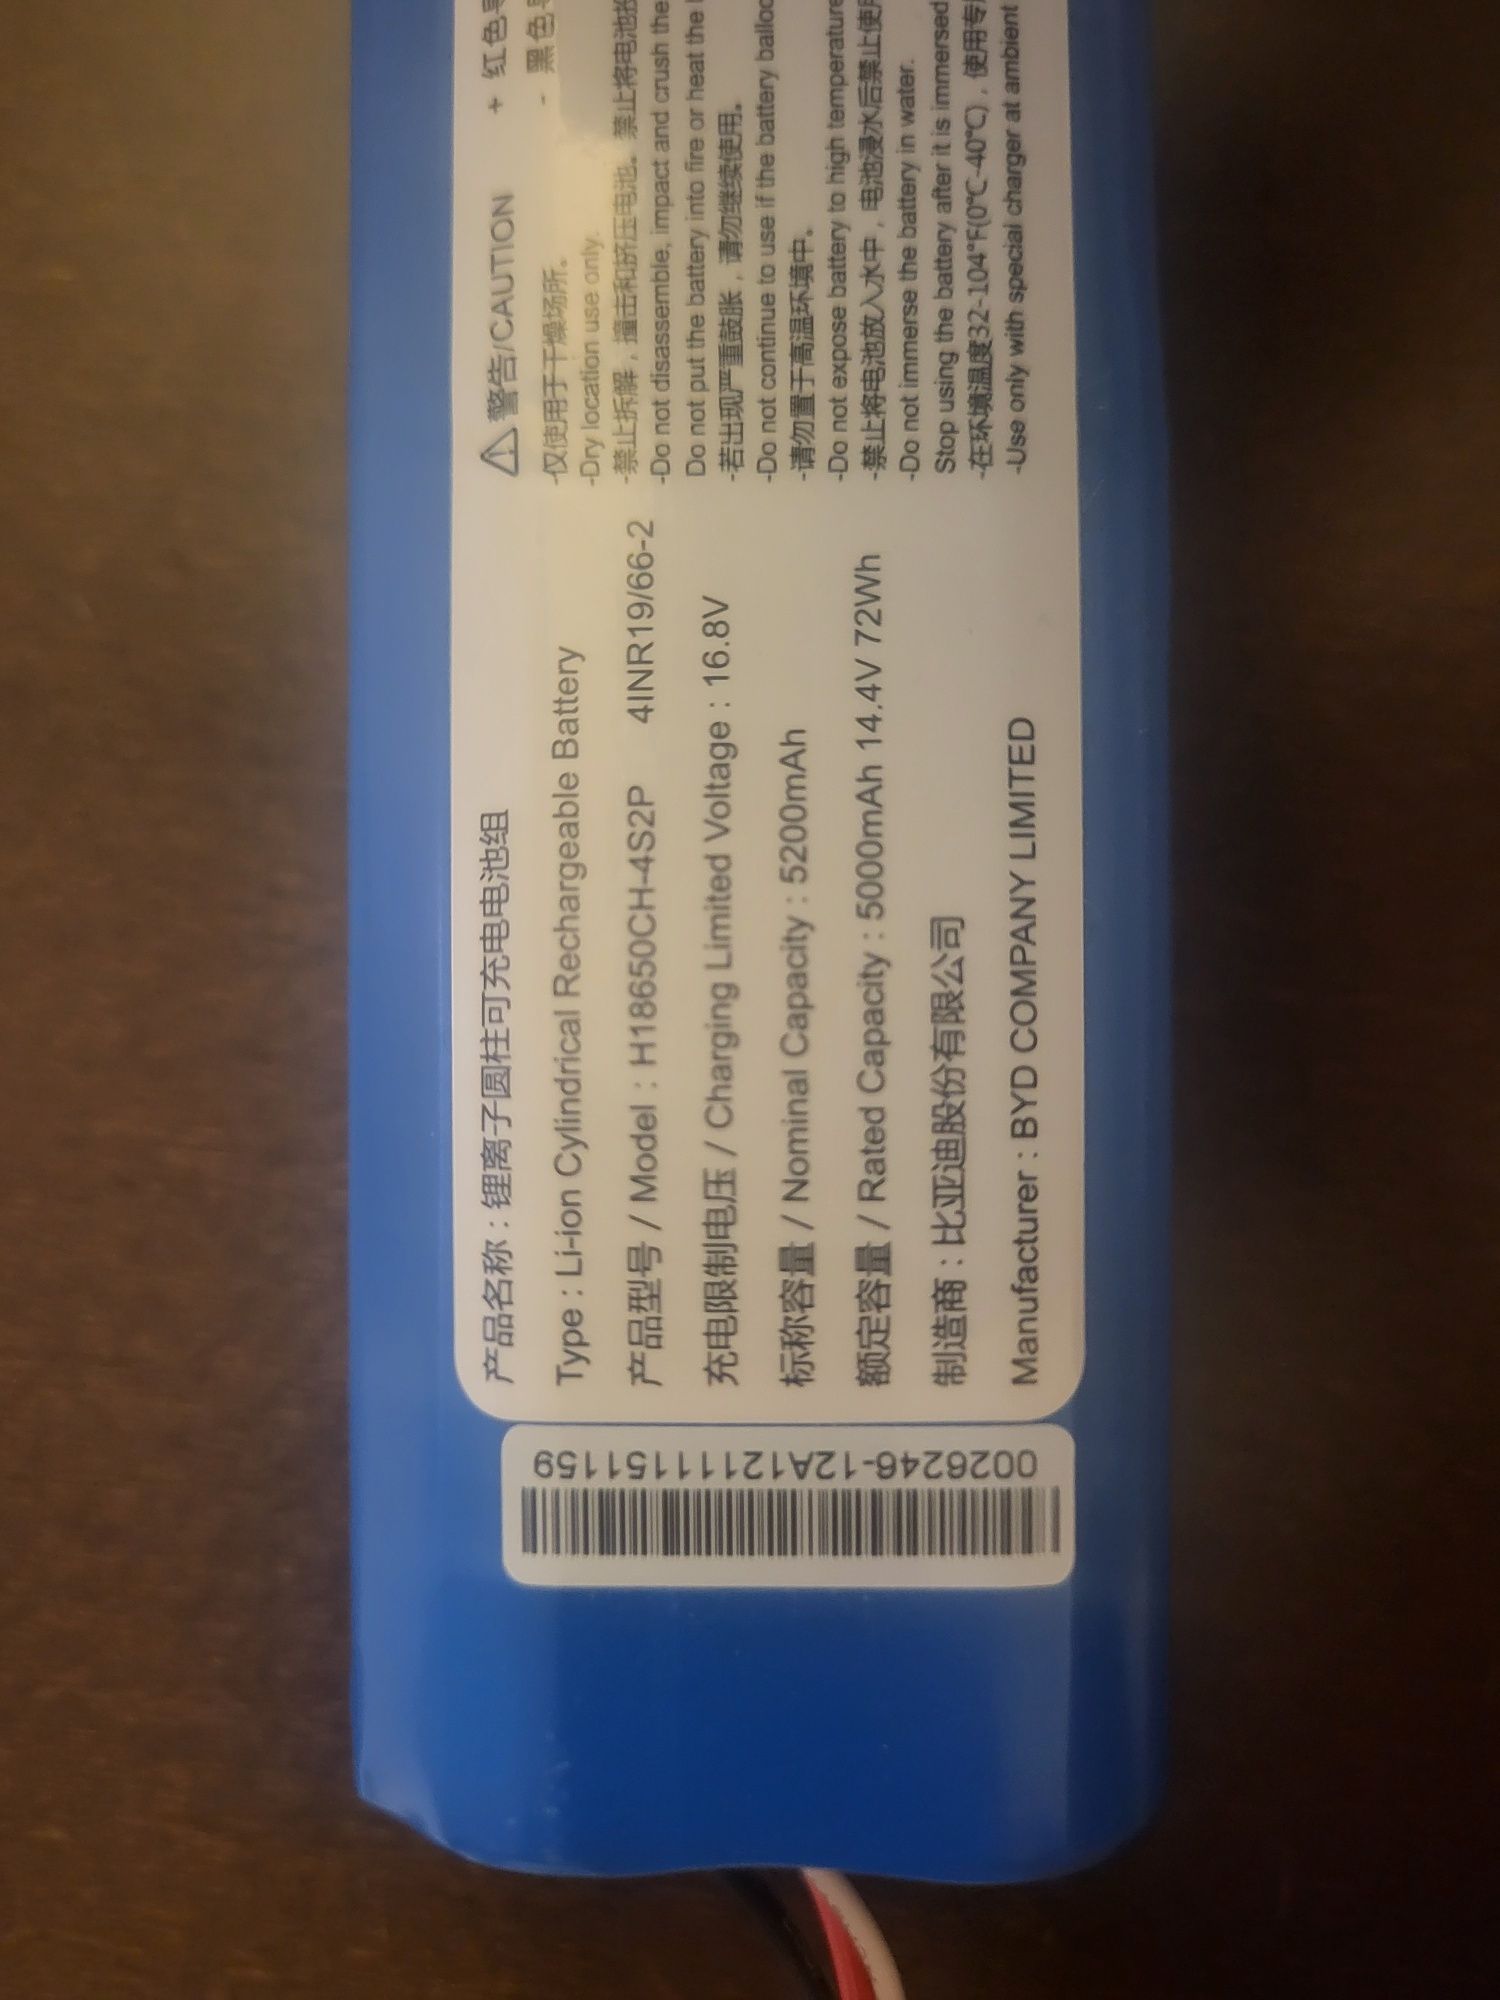 产品名称 : 锂离子圆柱可充电电池组
Type : Li-ion Cylindrical Rechargeable Battery
产品型号 / Model : H18650CH-4S2P 4INR19/66-2
充电限制电压 / Charging Limited Voltage : 16.8V
标称容量 / Nominal Capacity : 5200mAh
额定容量 / Rated Capacity : 5000mAh 14.4V 72Wh
制造商 : 比亚迪股份有限公司
Manufacturer : BYD COMPANY LIMITED
警告/CAUTION + 红色
- 黑色
-仅使用于干燥场所。
-Dry location use only.
-禁止拆解，撞击和挤压电池。禁止将电池
-Do not disassemble, impact and crush the
Do not put the battery into fire or heat the
-若出现严重鼓胀，请勿继续使用。
-Do not continue to use if the battery balloo
-请勿置于高温环境中。
-Do not expose battery to high temperature
-禁止将电池放入水中，电池浸水后禁止使
-Do not immerse the battery in water.
Stop using the battery after it is immersed
-在环境温度32-104°F(0℃-40℃)，使用专
-Use only with special charger at ambient
0026246-12A121111151159